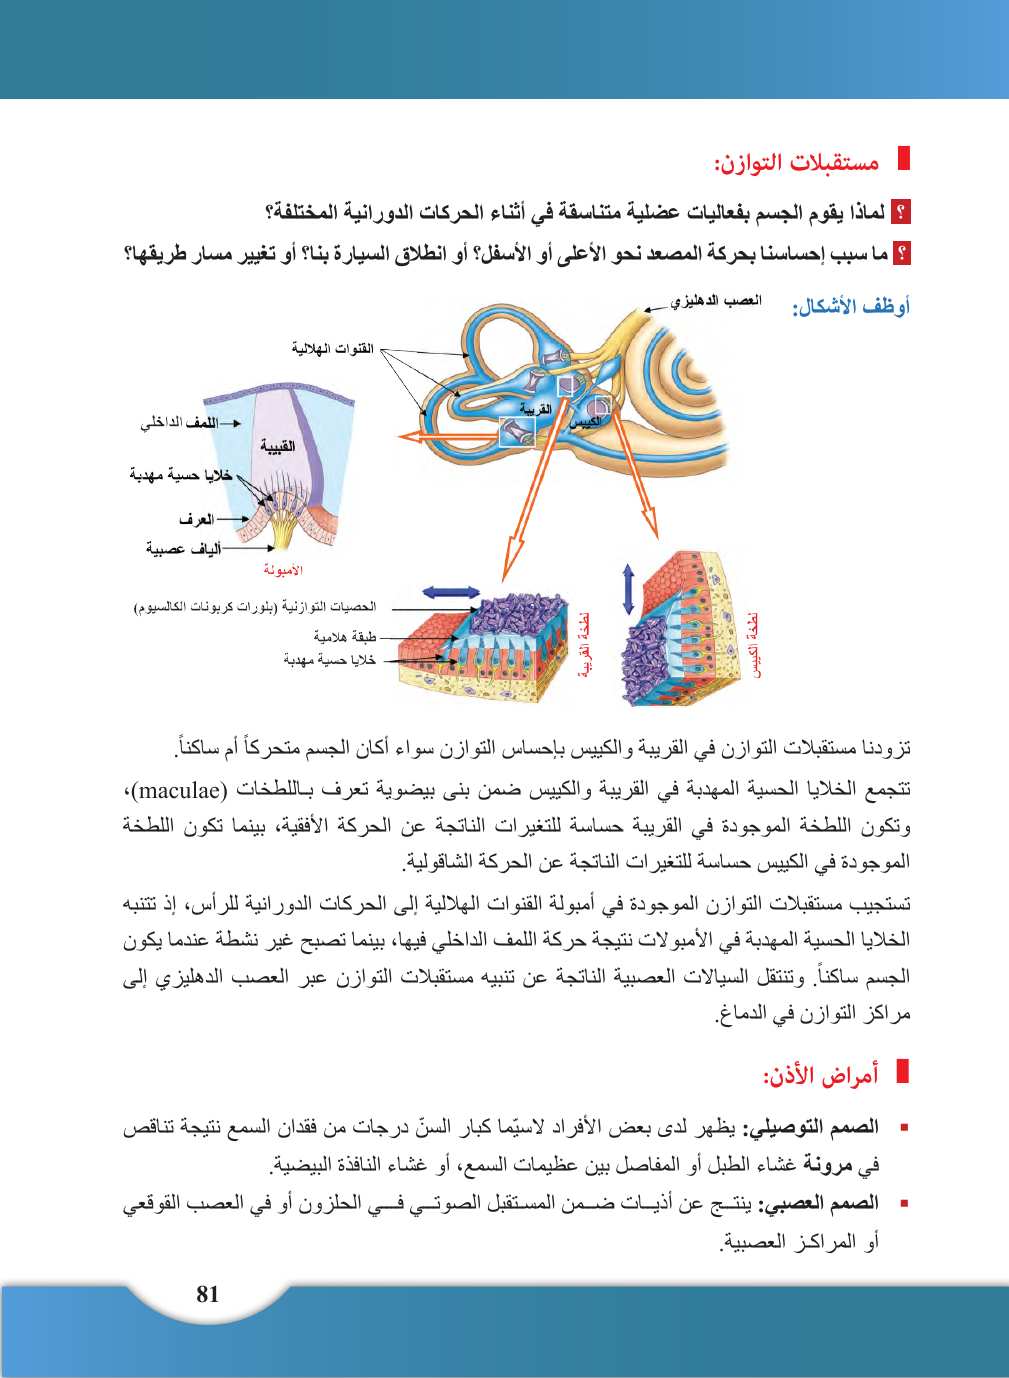 مستقبلات التوازن:
؟ لماذا يقوم الجسم بفعاليات عضلية متناسقة في أثناء الحركات الدورانية المختلفة؟
؟ ما سبب إحساسنا بحركة المصعد نحو الأعلى أو الأسفل؟ أو انطلاق السيارة بنا؟ أو تغيير مسار طريقها؟
أوظف الأشكال:
العصب الدهليزي
القنوات الهلالية
القريبة
الكييس
اللمف الداخلي
القبيبة
خلايا حسية مهدبة
العرف
ألياف عصبية
الأمبولة
الحصيات التوازنية (بلورات كربونات الكالسيوم)
طبقة هلامية
خلايا حسية مهدبة
لطخة القريبة
لطخة الكييس
تزودنا مستقبلات التوازن في القريبة والكييس بإحساس التوازن سواء أكان الجسم متحركاً أم ساكناً.
تتجمع الخلايا الحسية المهدبة في القريبة والكييس ضمن بنى بيضوية تعرف بـاللطخات (maculae)،
وتكون اللطخة الموجودة في القريبة حساسة للتغيرات الناتجة عن الحركة الأفقية، بينما تكون اللطخة
الموجودة في الكييس حساسة للتغيرات الناتجة عن الحركة الشاقولية.
تستجيب مستقبلات التوازن الموجودة في أمبولة القنوات الهلالية إلى الحركات الدورانية للرأس، إذ تتنبه
الخلايا الحسية المهدبة في الأمبولات نتيجة حركة اللمف الداخلي فيها، بينما تصبح غير نشطة عندما يكون
الجسم ساكناً. وتنتقل السيالات العصبية الناتجة عن تنبيه مستقبلات التوازن عبر العصب الدهليزي إلى
مراكز التوازن في الدماغ.
أمراض الأذن:
▪ الصمم التوصيلي: يظهر لدى بعض الأفراد لاسيّما كبار السنّ درجات من فقدان السمع نتيجة تناقص
في مرونة غشاء الطبل أو المفاصل بين عظيمات السمع، أو غشاء النافذة البيضية.
▪ الصمم العصبي: ينتـج عن أذيـات ضـمن المستقبل الصوتـي فـي الحلزون أو في العصب القوقعي
أو المراكـز العصبية.
81